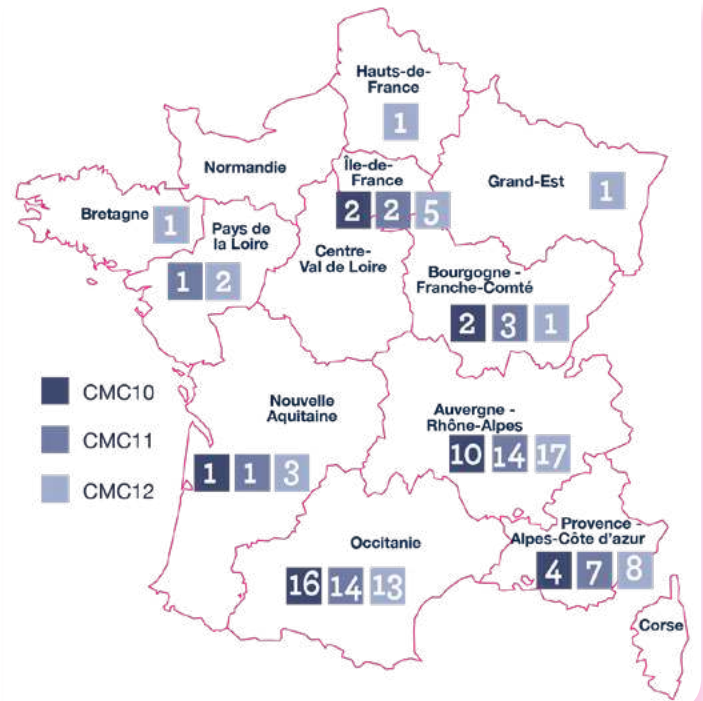 Hauts-de-
France
1
Normandie
Île-de-
France
2 2 5
Grand-Est
1
Bretagne
1
Pays de
la Loire
1 2
Centre-
Val de Loire
Bourgogne -
Franche-Comté
2 3 1
CMC10
CMC11
CMC12
Nouvelle
Aquitaine
1 1 3
Auvergne -
Rhône-Alpes
10 14 17
Occitanie
16 14 13
Provence -
Alpes-Côte d'azur
4 7 8
Corse